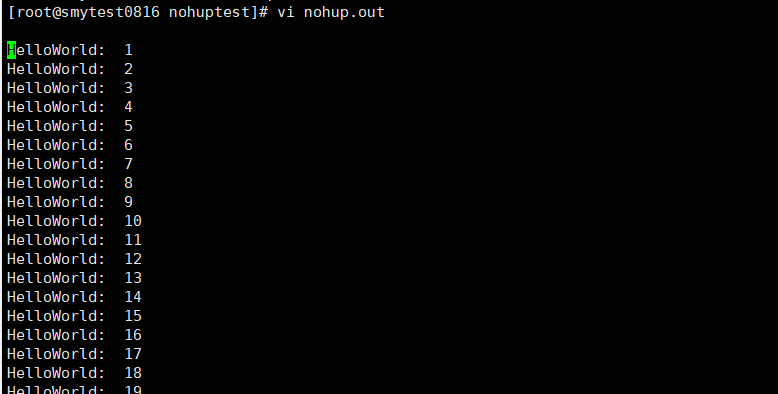 [root@smytest0816 nohuptest]# vi nohup.out
HelloWorld:  1
HelloWorld:  2
HelloWorld:  3
HelloWorld:  4
HelloWorld:  5
HelloWorld:  6
HelloWorld:  7
HelloWorld:  8
HelloWorld:  9
HelloWorld:  10
HelloWorld:  11
HelloWorld:  12
HelloWorld:  13
HelloWorld:  14
HelloWorld:  15
HelloWorld:  16
HelloWorld:  17
HelloWorld:  18
HelloWorld:  19